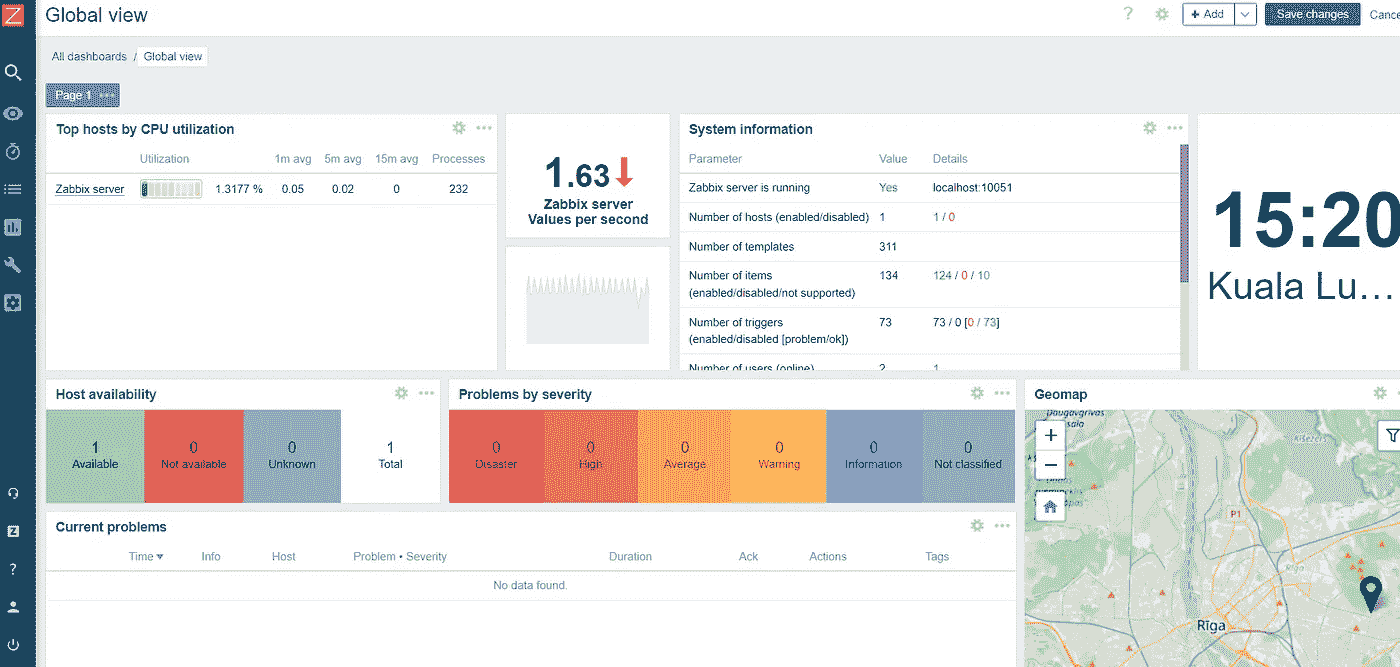 Z
Global view
?
+ Add
Save changes
All dashboards / Global view
Page 1
Top hosts by CPU utilization
Utilization 1m avg 5m avg 15m avg Processes
Zabbix server 1.3177 % 0.05 0.02 0 232
1.63
Zabbix server
Values per second
System information
Parameter Value Details
Zabbix server is running Yes localhost:10051
Number of hosts (enabled/disabled) 1 1 / 0
Number of templates 311
Number of items
(enabled/disabled/not supported) 134 124 / 0 / 10
Number of triggers
(enabled/disabled [problem/ok]) 73 73 / 0 [0 / 73]
Number of users (online) 2 1
15:20
Kuala Lu...
Host availability
1
Available
0
Not available
0
Unknown
1
Total
Problems by severity
0
Disaster
0
High
0
Average
0
Warning
0
Information
0
Not classified
Current problems
Time Info Host Problem • Severity Duration Ack Actions Tags
No data found.
Geomap
+
−
Daugavgrīvas
sala
Ķīšezers
P1
Rīga
Rīga
Z
?